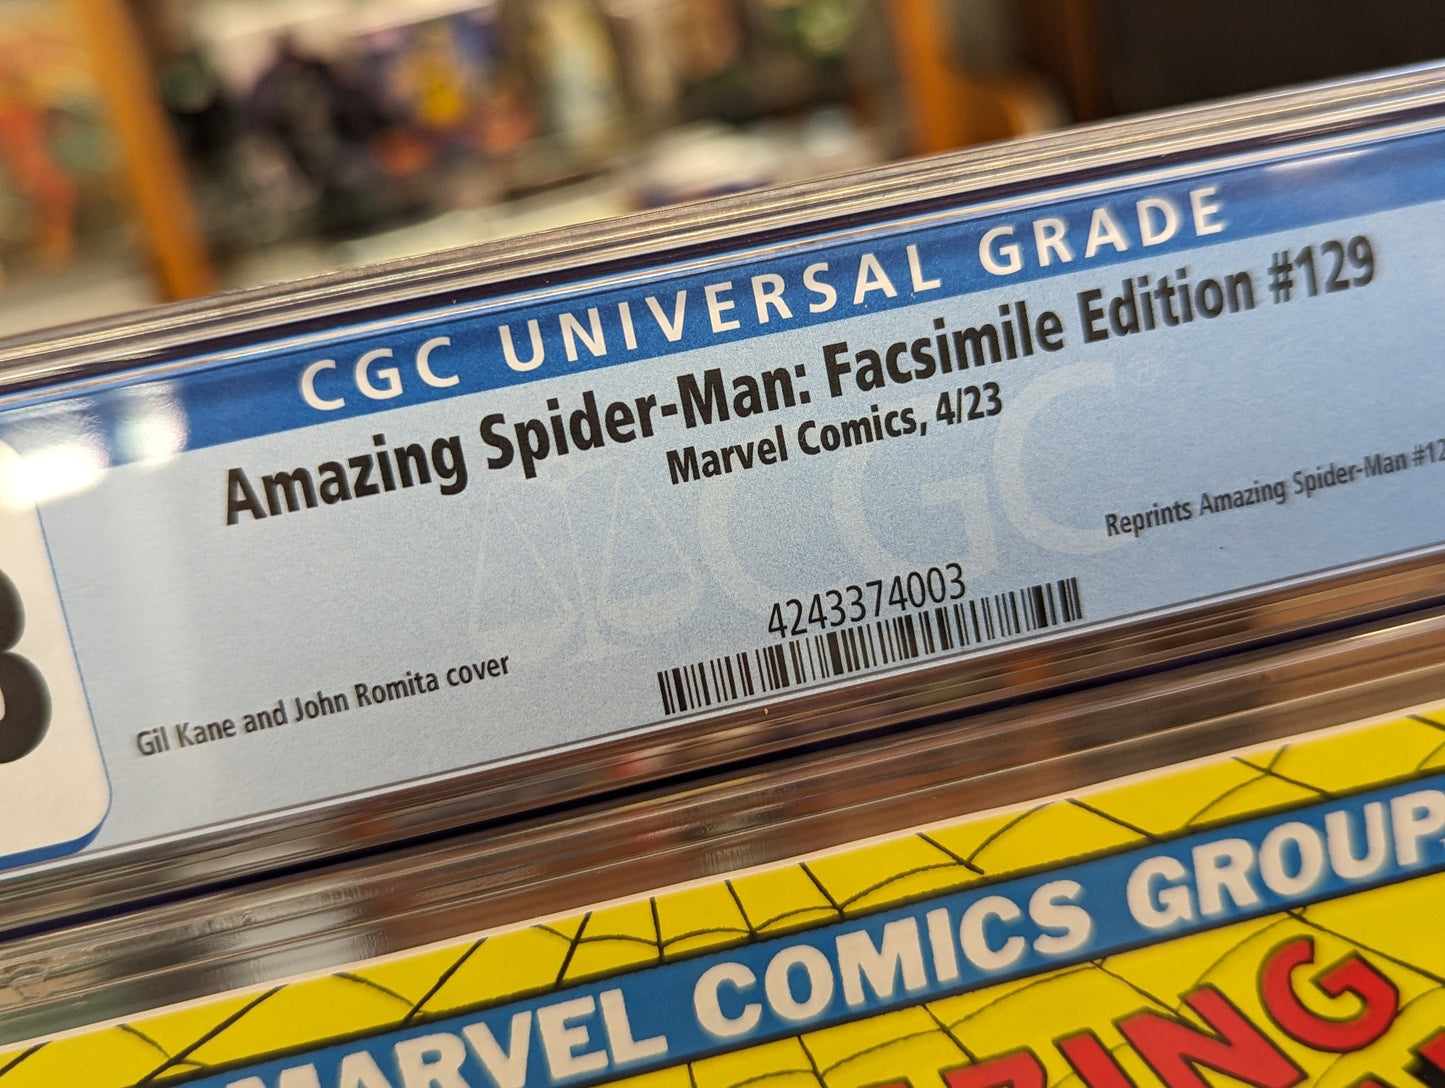 CGC UNIVERSAL GRADE
Amazing Spider-Man: Facsimile Edition #129
Marvel Comics, 4/23
Reprints Amazing Spider-Man
CGC
4243374003
Gil Kane and John Romita cover
MARVEL COMICS GROUP